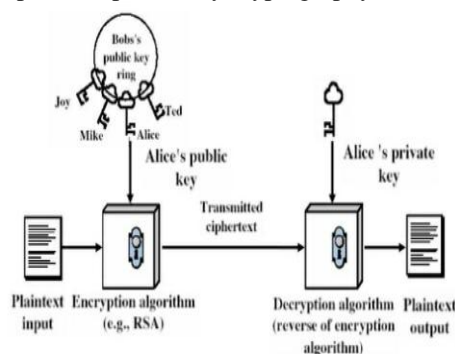 Bobs's
public key
ring
Joy
Ted
Mike
Alice
Alice's public
key
Alice 's private
key
Transmitted
ciphertext
Plaintext
input
Encryption algorithm
(e.g., RSA)
Decryption algorithm
(reverse of encryption
algorithm)
Plaintext
output